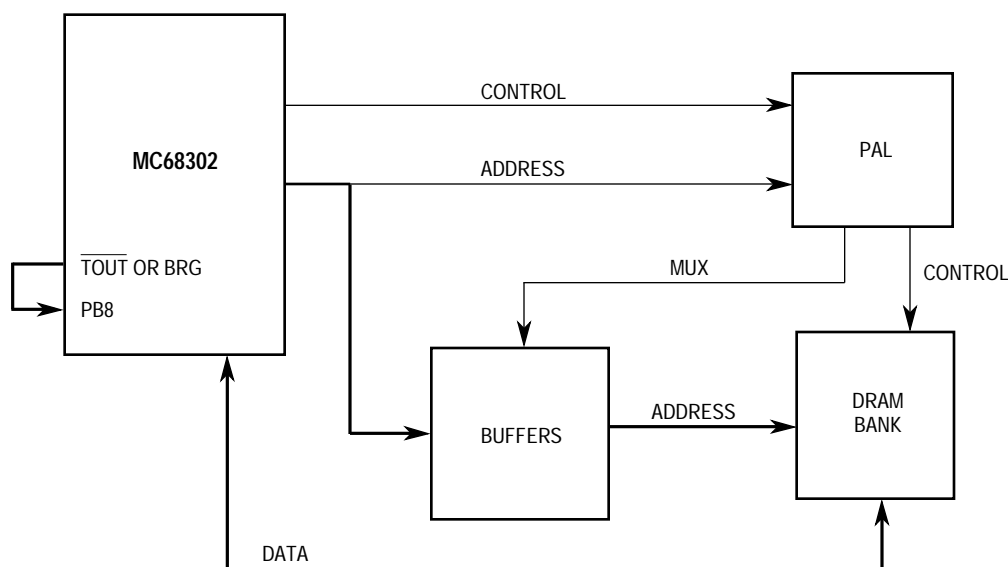 CONTROL
PAL
MC68302
ADDRESS
TOUT OR BRG
MUX
CONTROL
PB8
DRAM
BANK
ADDRESS
BUFFERS
DATA